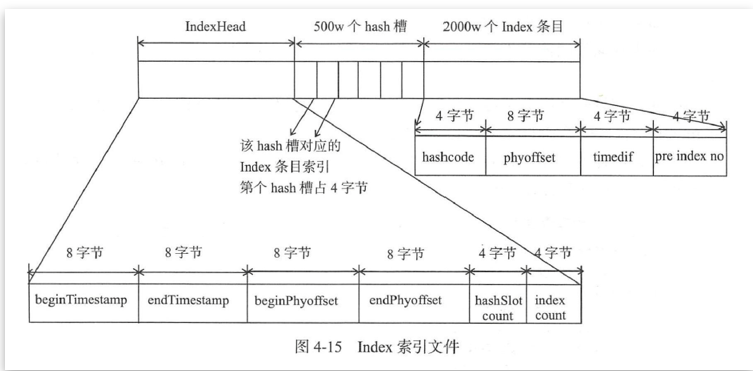 IndexHead 500w 个 hash 槽 2000w 个 Index 条目
4 字节 8 字节 4 字节 4 字节
hashcode phyoffset timedif pre index no
该 hash 槽对应的
Index 条目索引
第个 hash 槽占 4 字节
8 字节 8 字节 8 字节 8 字节 4 字节 4 字节
beginTimestamp endTimestamp beginPhyoffset endPhyoffset hashSlot count index count
图 4-15 Index 索引文件